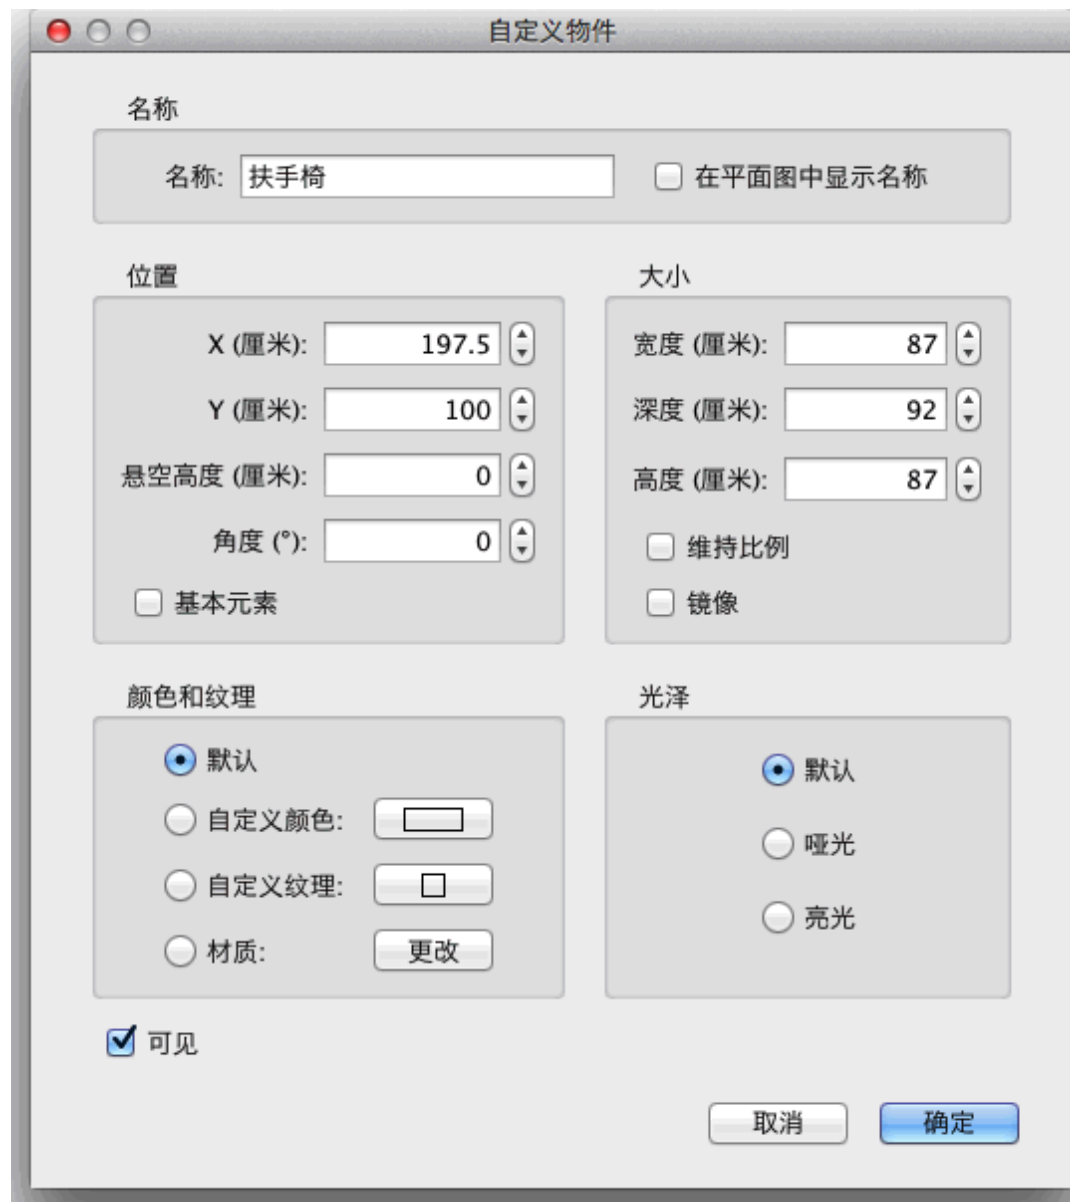 自定义物件
名称
名称: 扶手椅 在平面图中显示名称
位置
X (厘米): 197.5
Y (厘米): 100
悬空高度 (厘米): 0
角度 (°): 0
基本元素
大小
宽度 (厘米): 87
深度 (厘米): 92
高度 (厘米): 87
维持比例
镜像
颜色和纹理
默认
自定义颜色:
自定义纹理:
材质: 更改
光泽
默认
哑光
亮光
可见
取消 确定